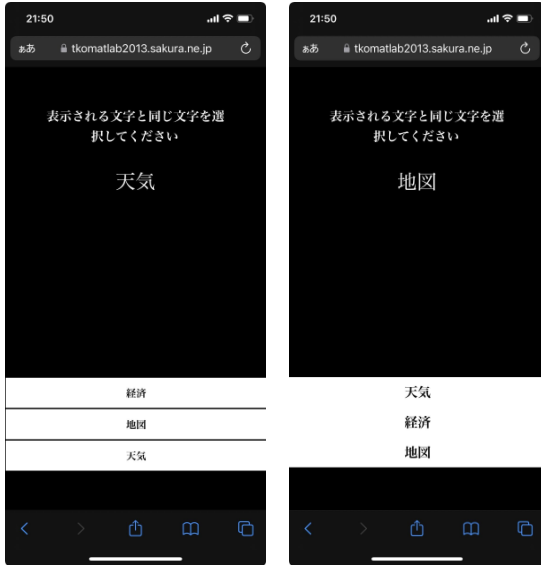 21:50
ぁあ tkomatlab2013.sakura.ne.jp
表示される文字と同じ文字を選
択してください
天気
経済
地図
天気
21:50
ぁあ tkomatlab2013.sakura.ne.jp
表示される文字と同じ文字を選
択してください
地図
天気
経済
地図